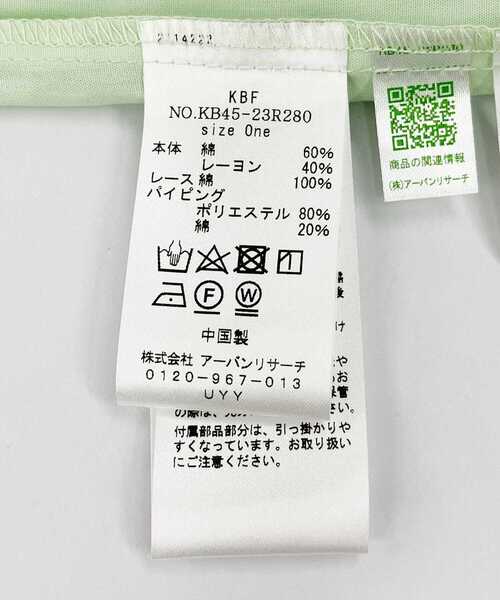 KBF
NO.KB45-23R280
size One
本体 綿 60%
レーヨン 40%
レース 綿 100%
パイピング
ポリエステル 80%
綿 20%
F W
中国製
株式会社 アーバンリサーチ
0120-967-013
UYY
付属部品部分は、引っ掛かりや
すくなっています。お取り扱い
にご注意ください。
商品の関連情報
(株)アーバンリサーチ